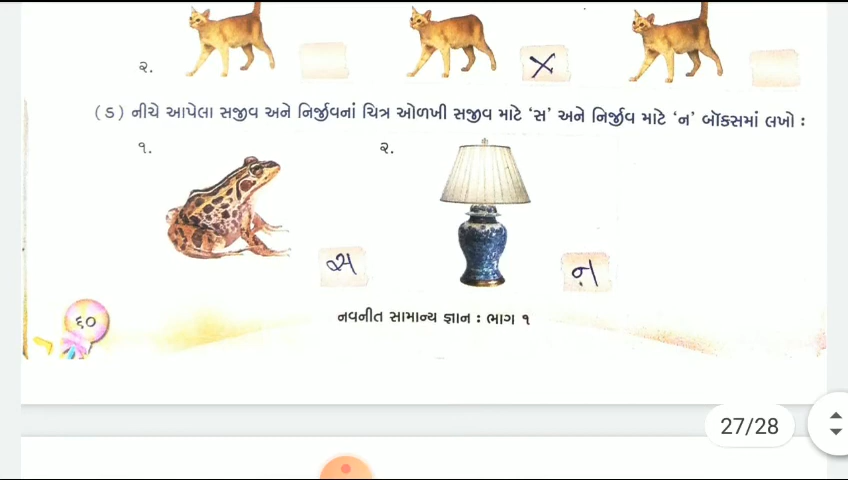 ૨.
×
(ડ) નીચે આપેલા સજીવ અને નિર્જીવનાં ચિત્ર ઓળખી સજીવ માટે ‘સ’ અને નિર્જીવ માટે ‘ન’ બૉક્સમાં લખો :
૧. ૨.
સ ન
૬૦
નવનીત સામાન્ય જ્ઞાન : ભાગ ૧
27/28